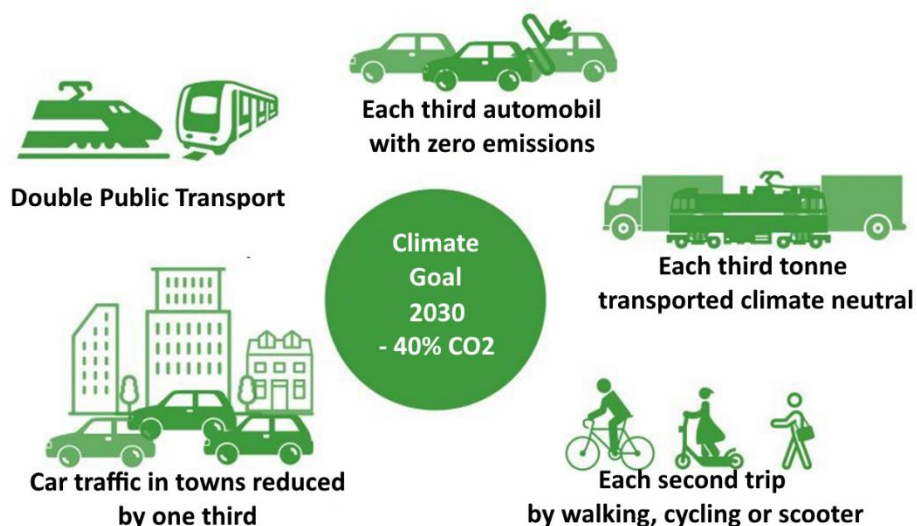 Each third automobil
with zero emissions
Double Public Transport
Climate
Goal
2030
- 40% CO2
Each third tonne
transported climate neutral
Car traffic in towns reduced
by one third
Each second trip
by walking, cycling or scooter